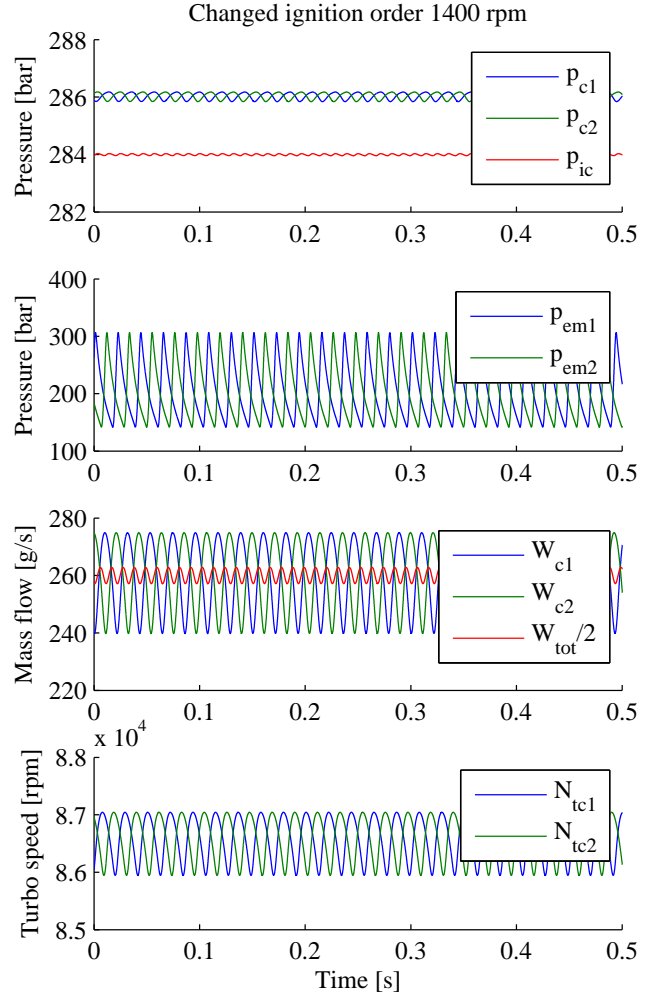 Changed ignition order 1400 rpm
288
286
284
282
Pressure [bar]
p_c1
p_c2
p_ic
0 0.1 0.2 0.3 0.4 0.5
400
300
200
100
Pressure [bar]
p_em1
p_em2
0 0.1 0.2 0.3 0.4 0.5
280
260
240
220
Mass flow [g/s]
W_c1
W_c2
W_tot/2
0 0.1 0.2 0.3 0.4 0.5
x 10^4
8.8
8.7
8.6
8.5
Turbo speed [rpm]
N_tc1
N_tc2
0 0.1 0.2 0.3 0.4 0.5
Time [s]